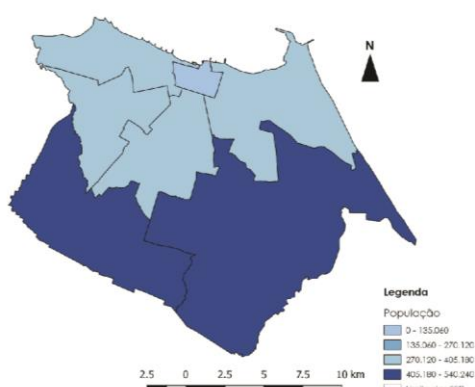 N
Legenda
População
0 - 135.060
135.060 - 270.120
270.120 - 405.180
405.180 - 540.240
2.5 0 2.5 5 7.5 10 km